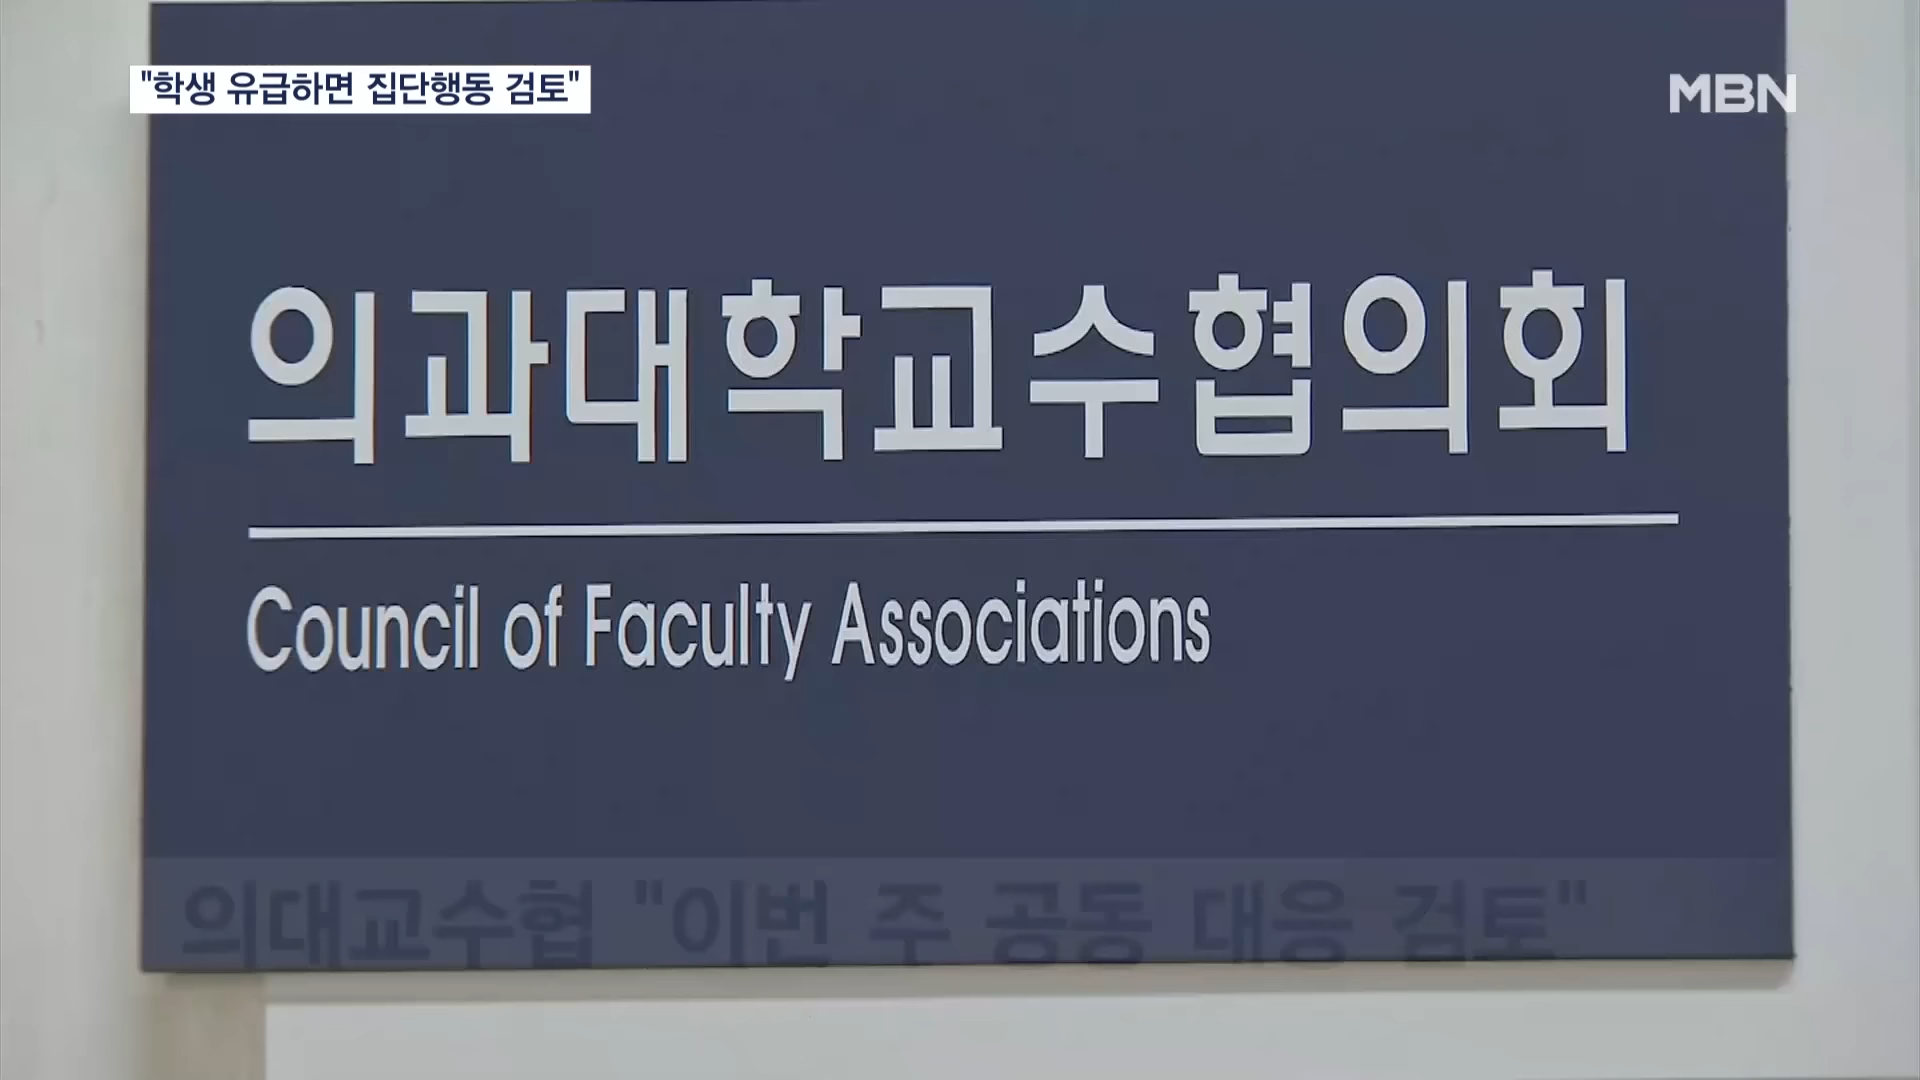 "학생 유급하면 집단행동 검토"
MBN
의과대학교수협의회
Council of Faculty Associations
의대교수협 "이번 주 공동 대응 검토"